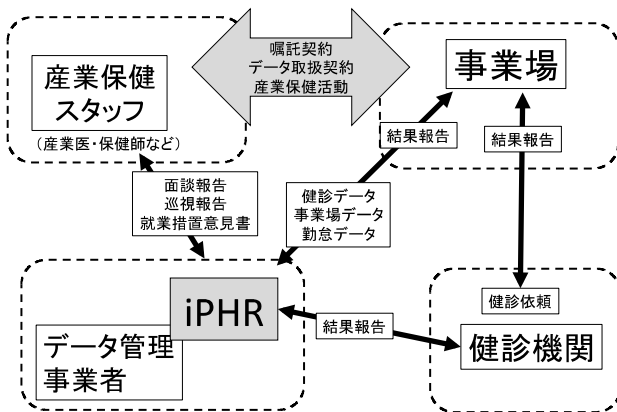 嘱託契約
データ取扱契約
産業保健活動
産業保健
スタッフ
(産業医・保健師など)
事業場
結果報告
結果報告
面談報告
巡視報告
就業措置意見書
健診データ
事業場データ
勤怠データ
iPHR
データ管理
事業者
結果報告
健診依頼
健診機関